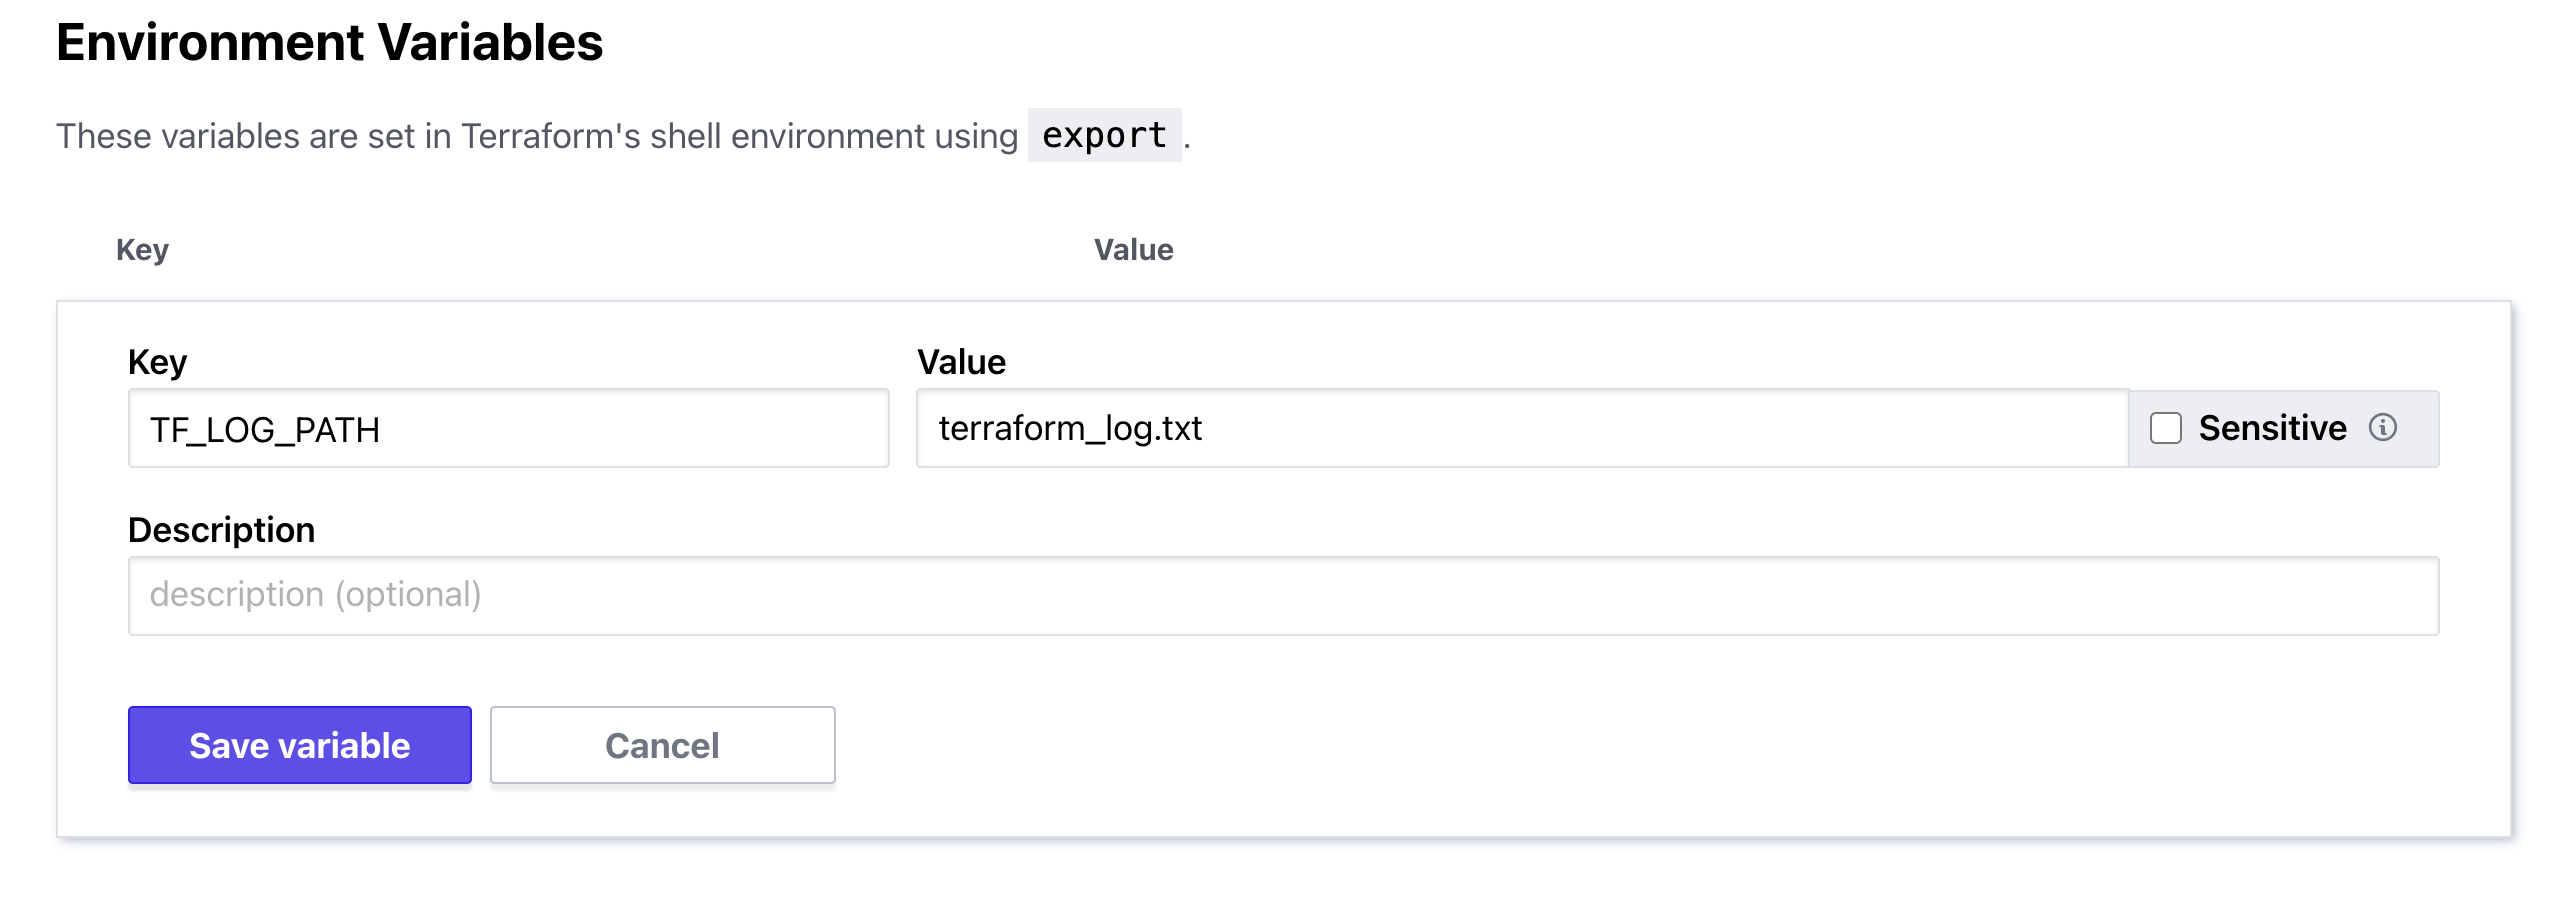 Environment Variables
These variables are set in Terraform's shell environment using export.
Key Value
Key Value
TF_LOG_PATH terraform_log.txt Sensitive
Description
description (optional)
Save variable Cancel